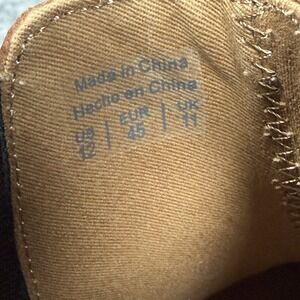 Made in China
Hecho en China
US | EUR | UK
12 | 45 | 11